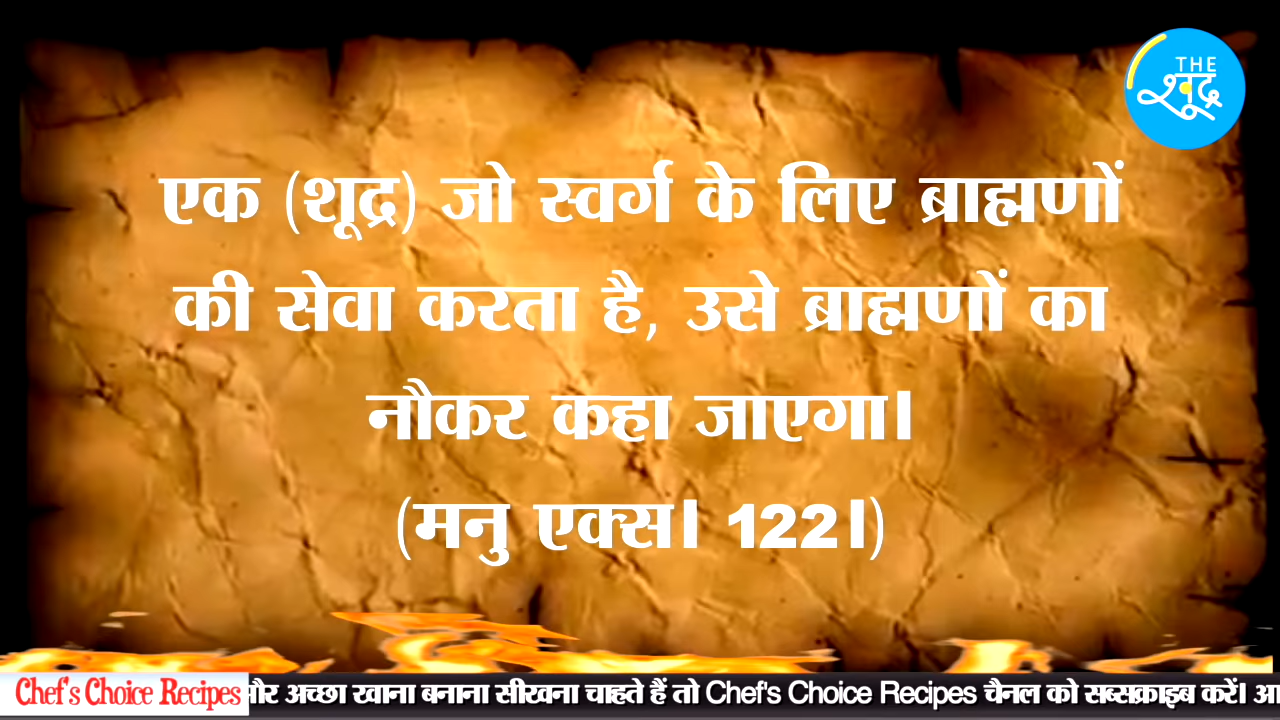 THE
शूद्र
एक (शूद्र) जो स्वर्ग के लिए ब्राह्मणों
की सेवा करता है, उसे ब्राह्मणों का
नौकर कहा जाएगा।
(मनु एक्स। 122।)
Chef's Choice Recipes
और अच्छा खाना बनाना सीखना चाहते हैं तो Chef's Choice Recipes चैनल को सब्सक्राइब करें। आ